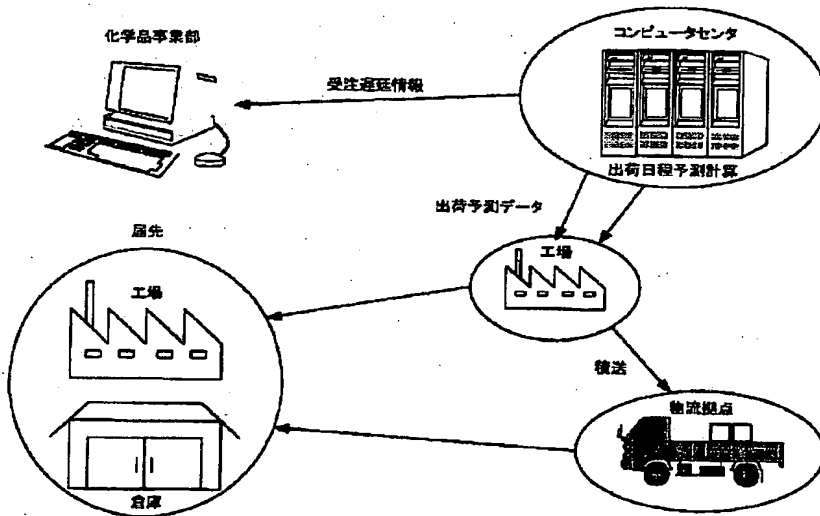 化学品事業部
コンピュータセンタ
受注遅延情報
出荷日程予測計算
出荷予測データ
届先
工場
工場
積送
物流拠点
倉庫